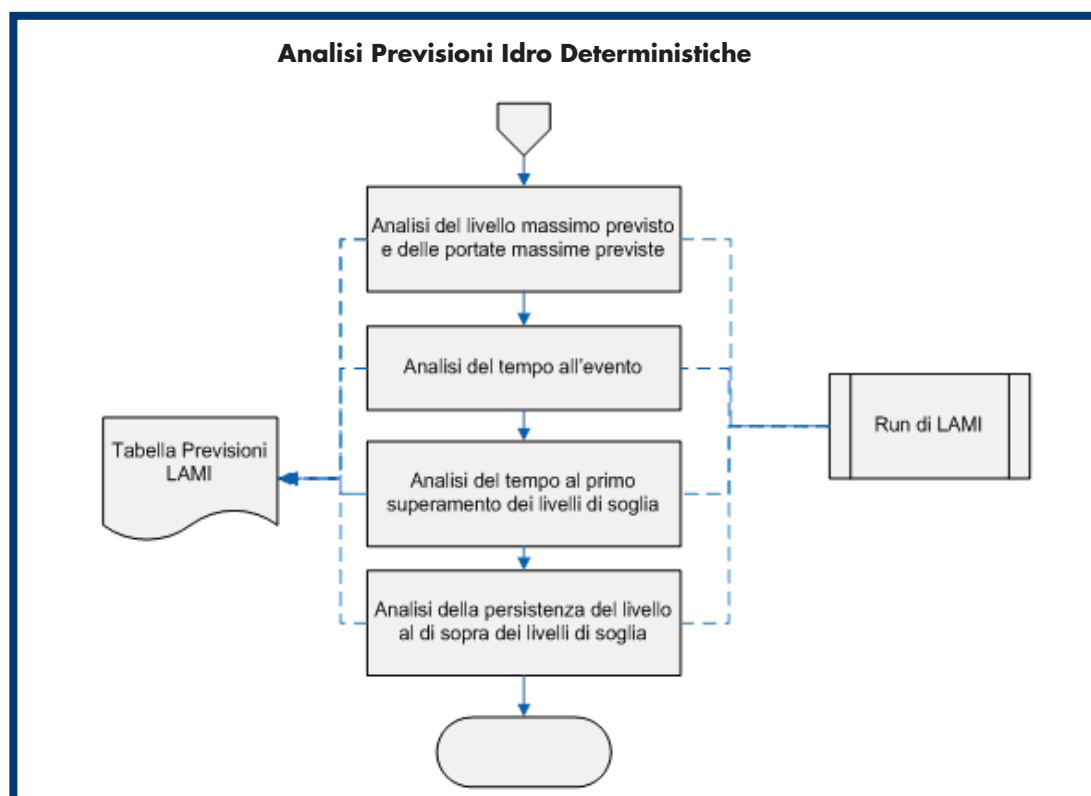 Analisi Previsioni Idro Deterministiche
Analisi del livello massimo previsto
e delle portate massime previste
Analisi del tempo all'evento
Run di LAMI
Tabella Previsioni
LAMI
Analisi del tempo al primo
superamento dei livelli di soglia
Analisi della persistenza del livello
al di sopra dei livelli di soglia